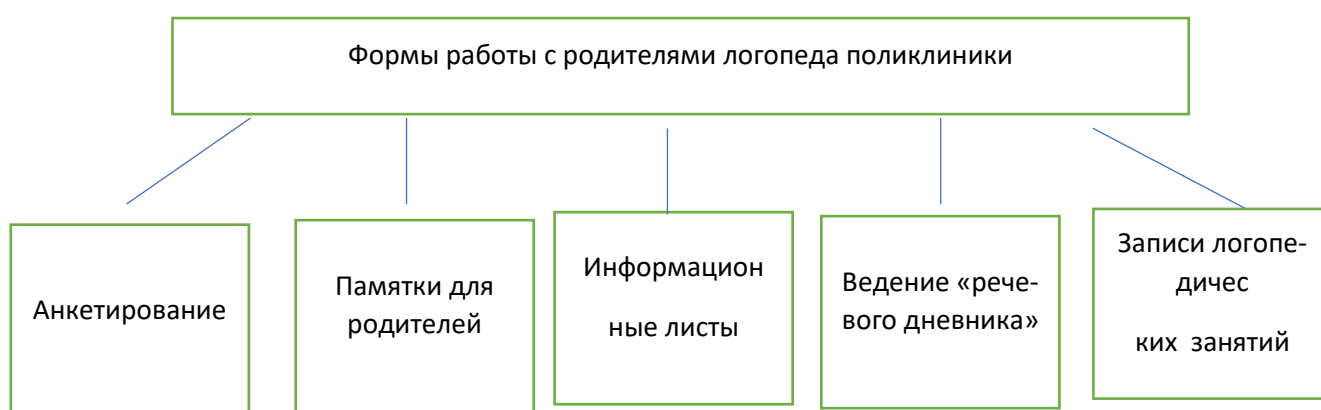 Формы работы с родителями логопеда поликлиники
Анкетирование
Памятки для
родителей
Информацион
ные листы
Ведение «рече-
вого дневника»
Записи логопе-
дичес
ких занятий